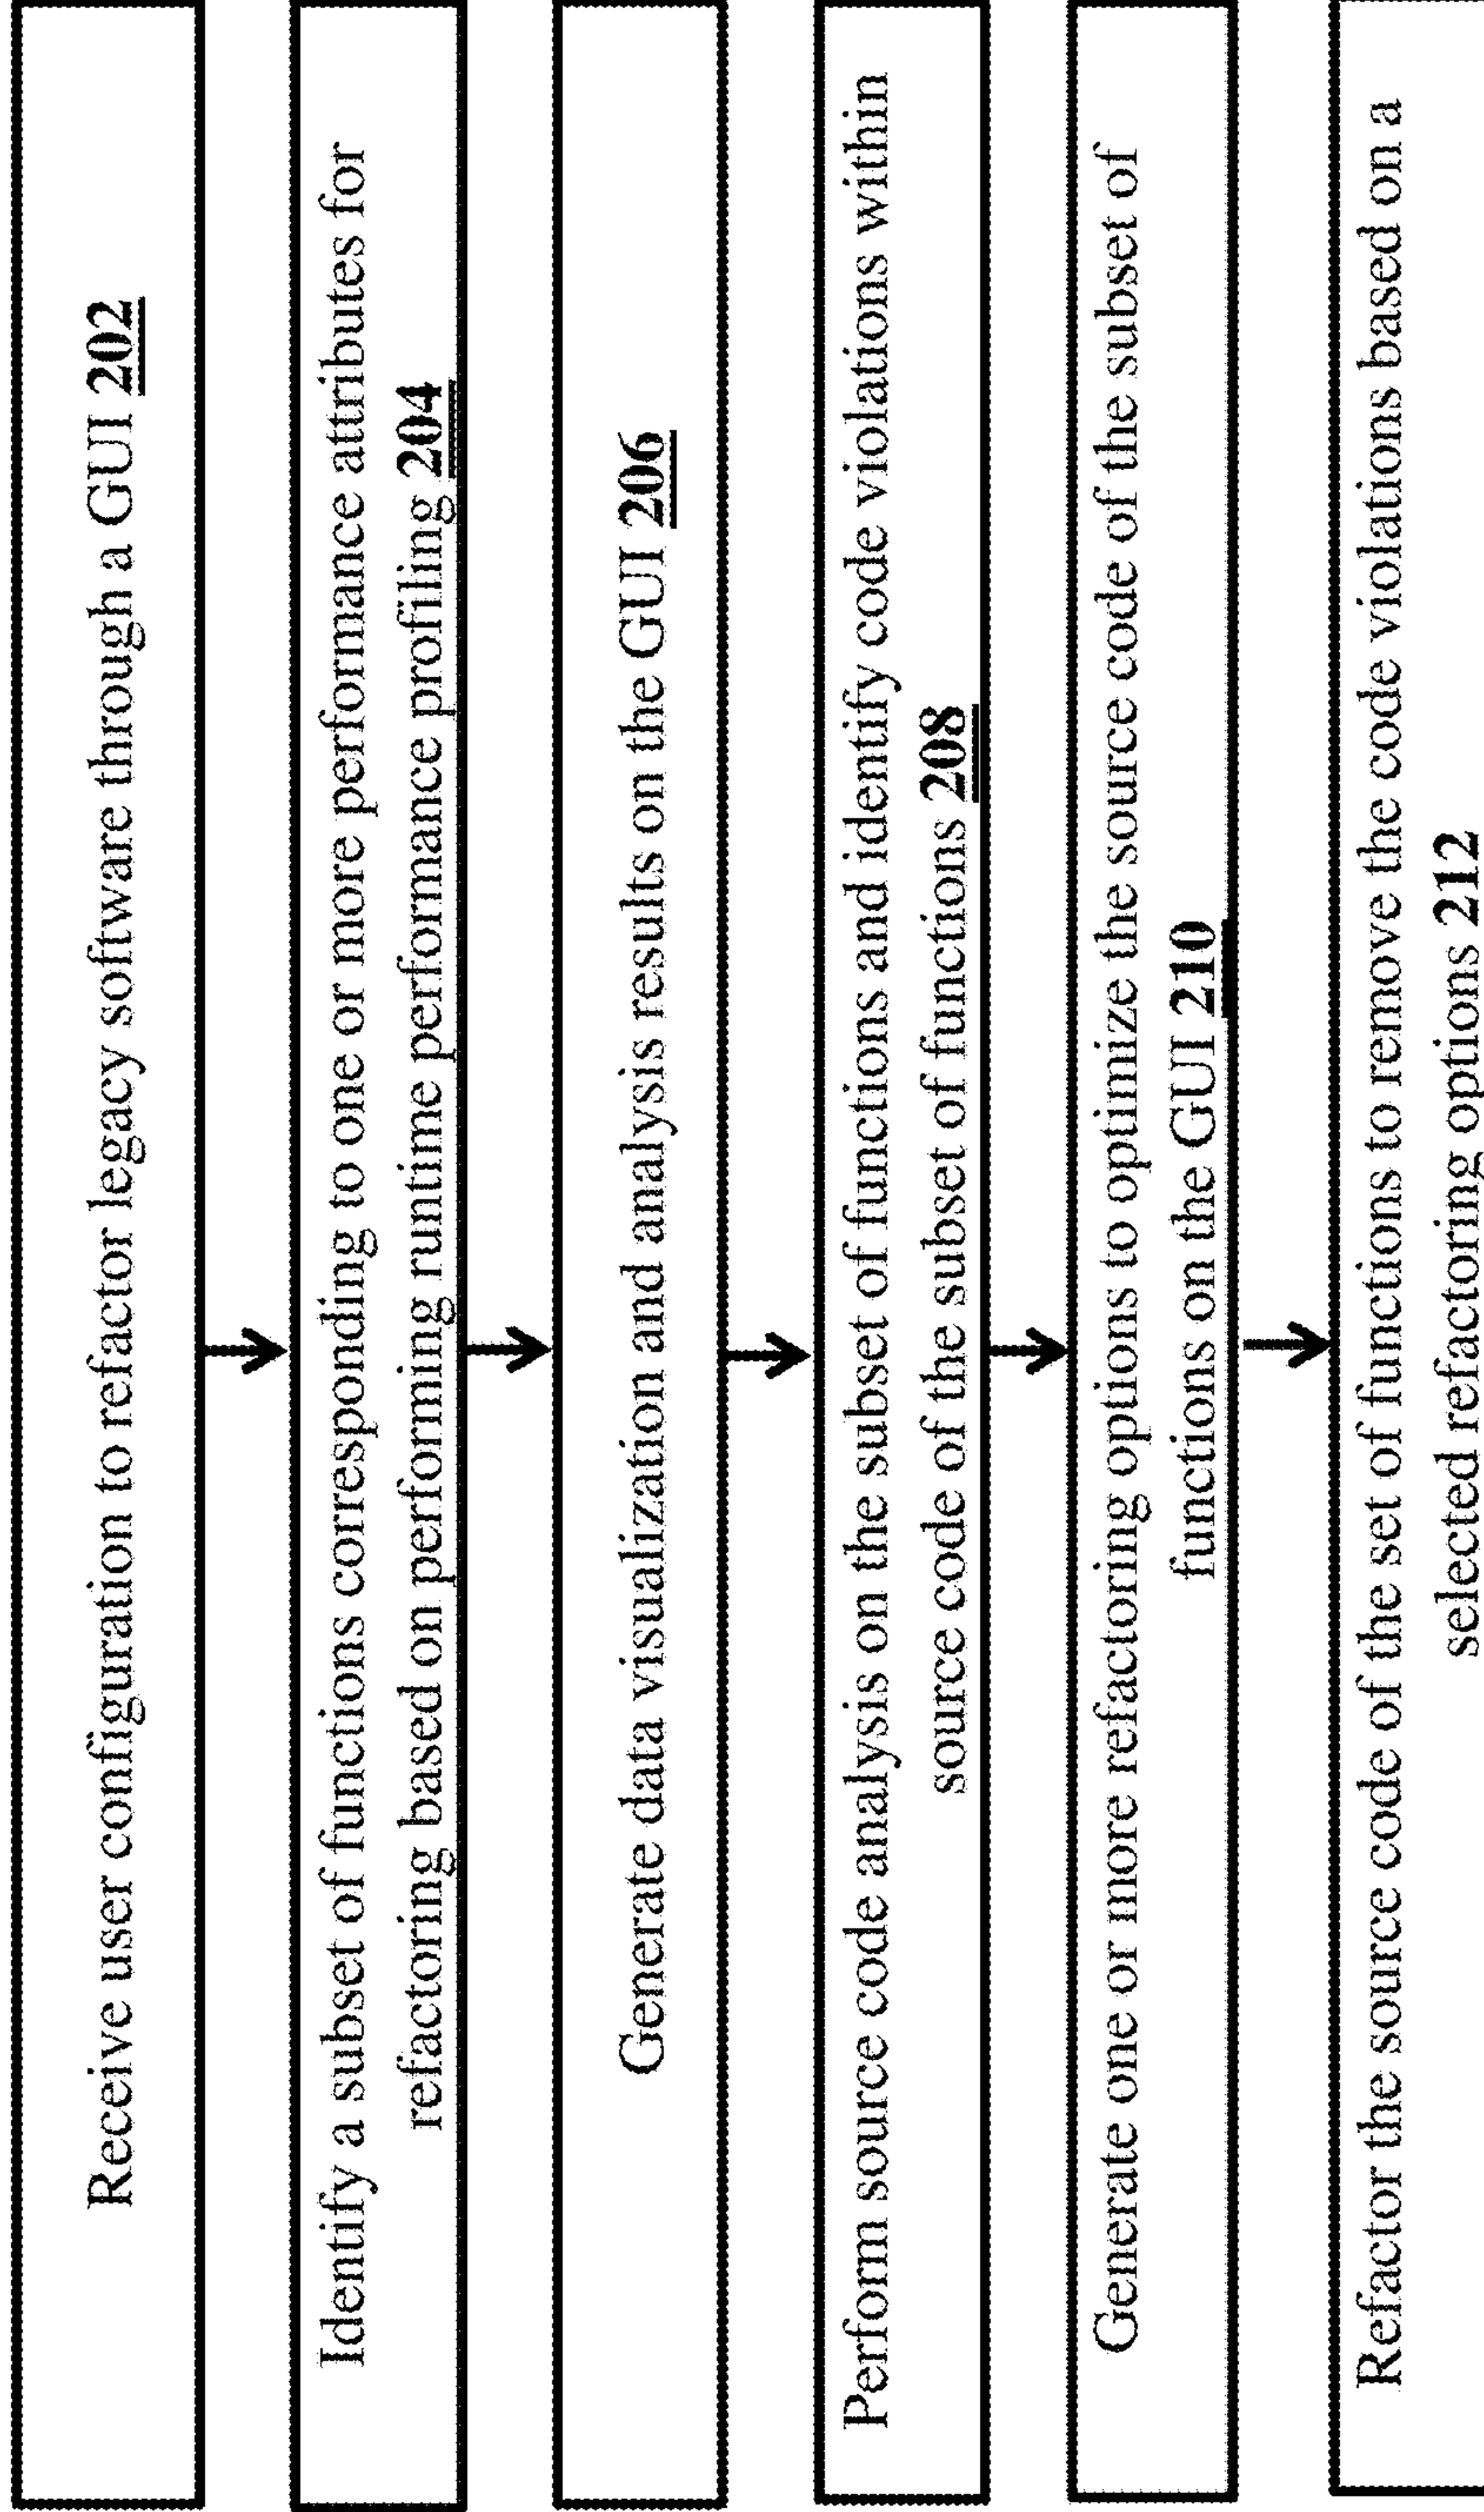 Receive user configuration to refactor legacy software through a GUI 202
Identify a subset of functions corresponding to one or more performance attributes for
refactoring based on performing runtime performance profiling 204
Generate data visualization and analysis results on the GUI 206
Perform source code analysis on the subset of functions and identify code violations within
source code of the subset of functions 208
Generate one or more refactoring options to optimize the source code of the subset of
functions on the GUI 210
Refactor the source code of the set of functions to remove the code violations based on a
selected refactoring options 212